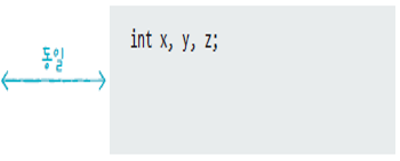 동일
int x, y, z;